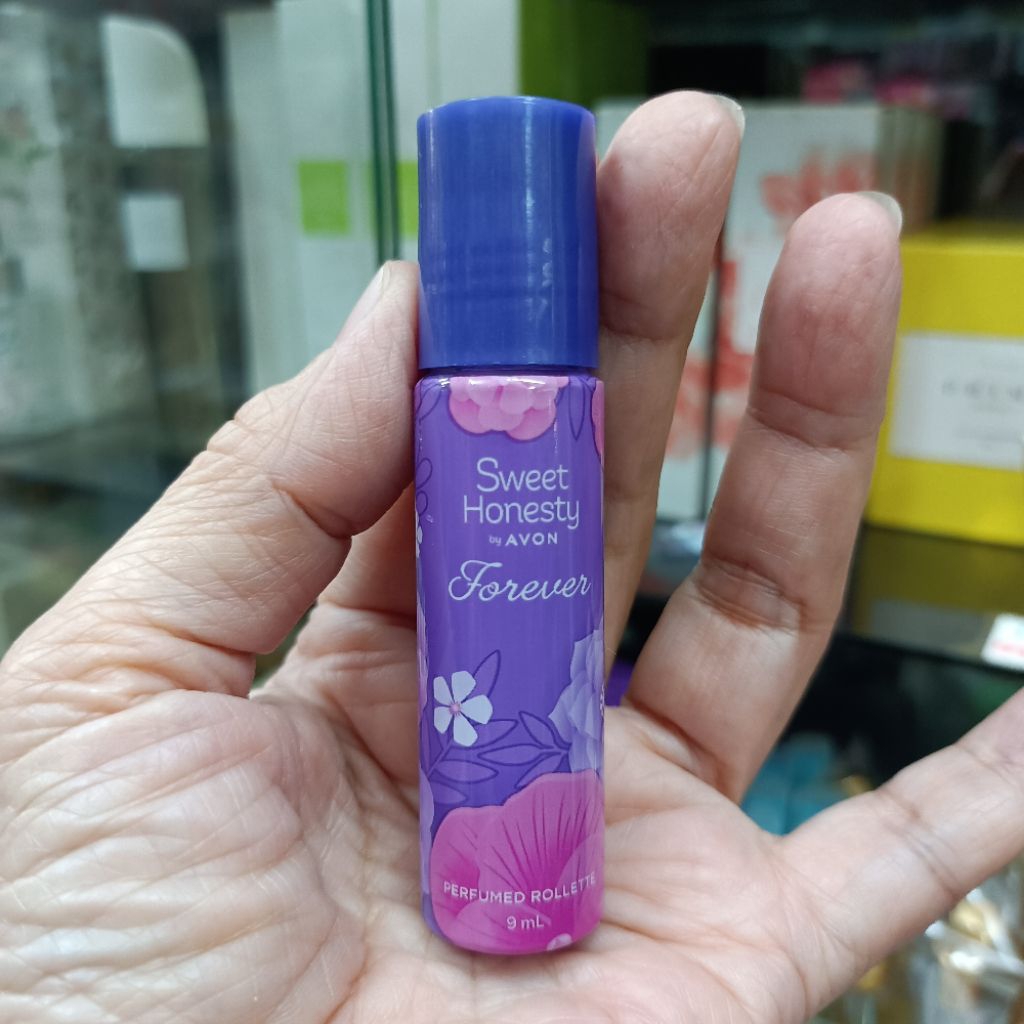 Sweet
Honesty
by AVON
Forever
PERFUMED ROLLETTE
9 mL